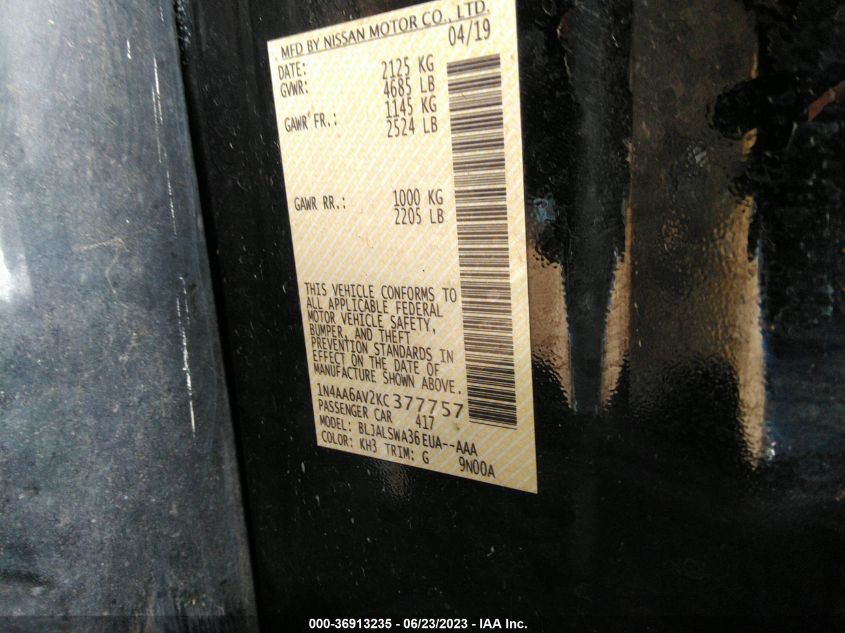 MFD BY NISSAN MOTOR CO., LTD.
DATE: 04/19
GVWR: 2125 KG
4685 LB
GAWR FR.: 1145 KG
2524 LB
GAWR RR.: 1000 KG
2205 LB
THIS VEHICLE CONFORMS TO
ALL APPLICABLE FEDERAL
MOTOR VEHICLE SAFETY,
BUMPER, AND THEFT
PREVENTION STANDARDS IN
EFFECT ON THE DATE OF
MANUFACTURE SHOWN ABOVE.
1N4AA6AV2KC377757
PASSENGER CAR 417
MODEL: BLJALSWA36EUA--AAA
COLOR: KH3 TRIM: G 9N00A
000-36913235 - 06/23/2023 - IAA Inc.